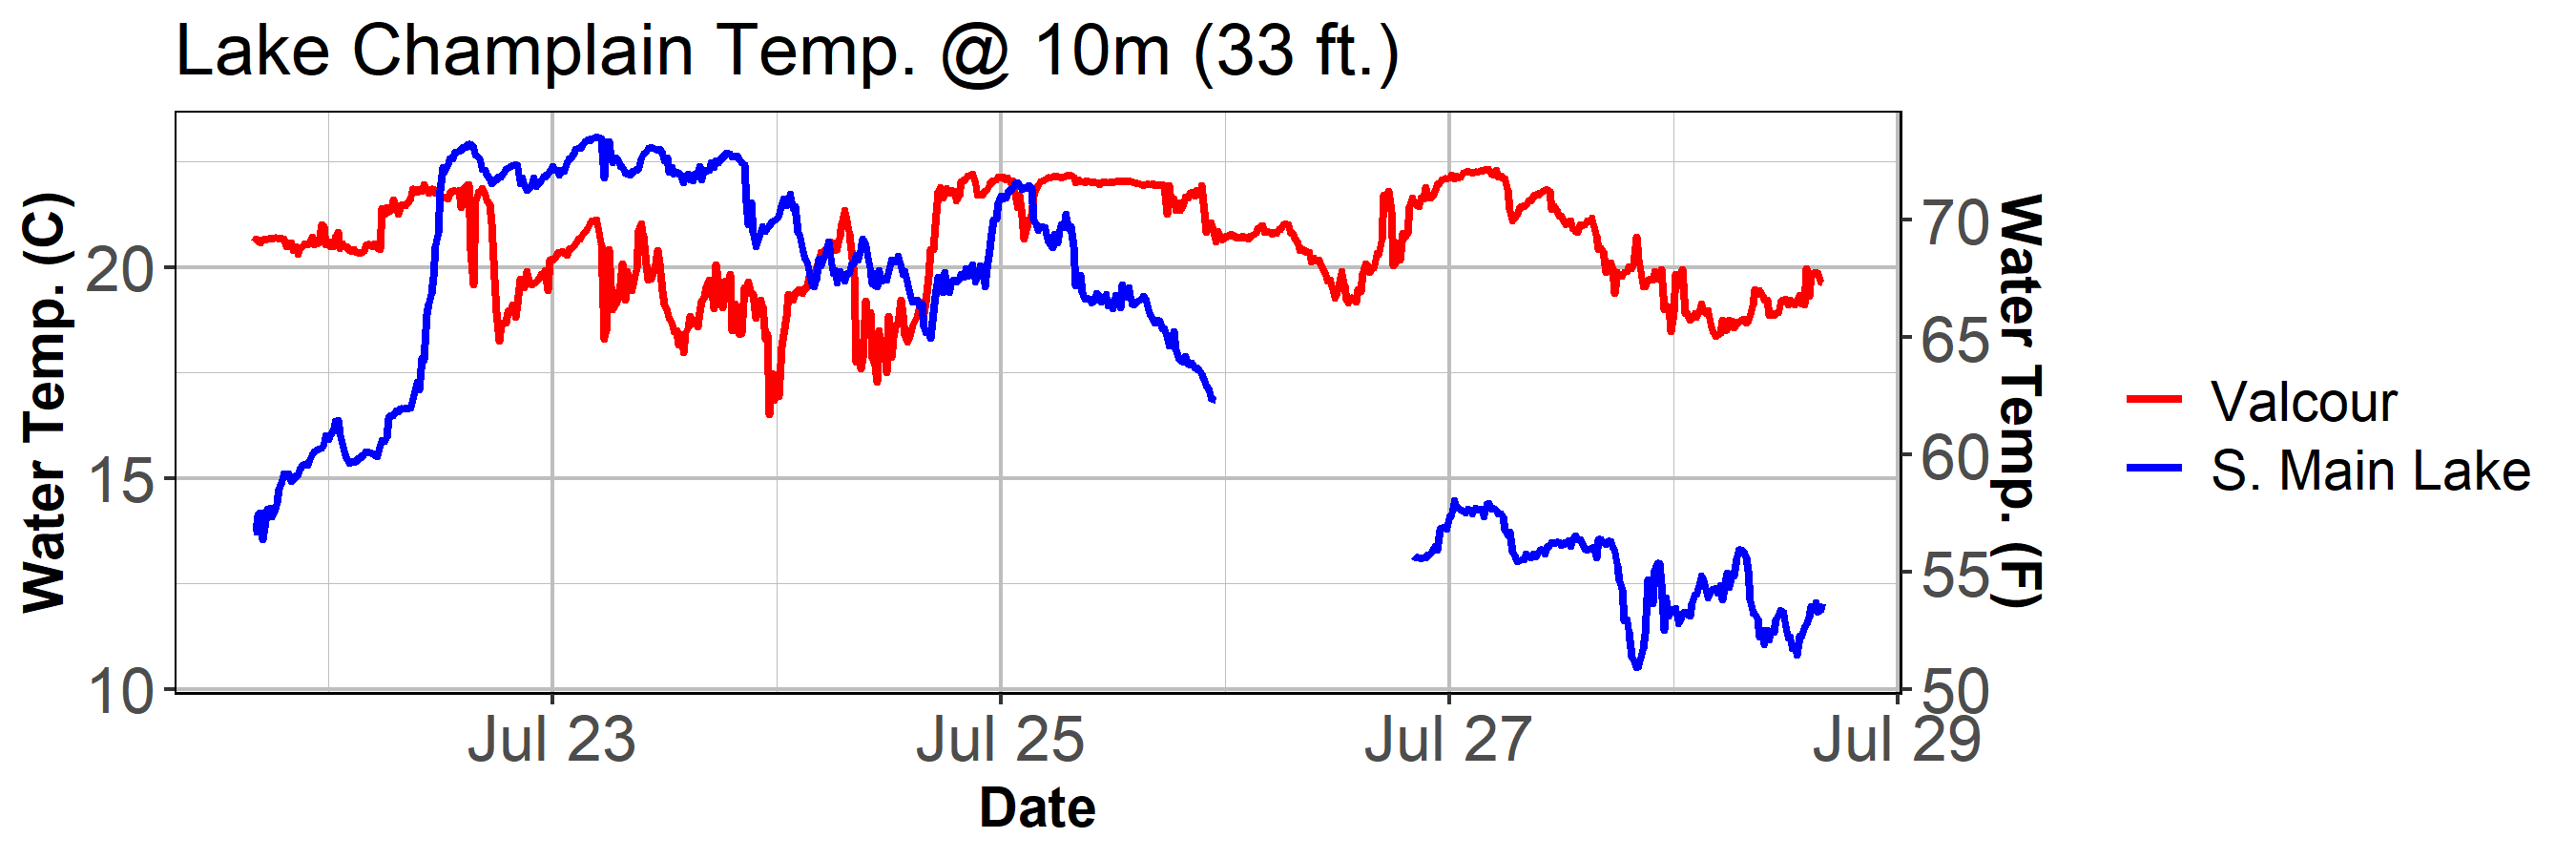 Lake Champlain Temp. @ 10m (33 ft.)
Water Temp. (C)
20
15
10
70
65
60
55
50
Water Temp. (F)
Jul 23
Jul 25
Jul 27
Jul 29
Date
Valcour
S. Main Lake